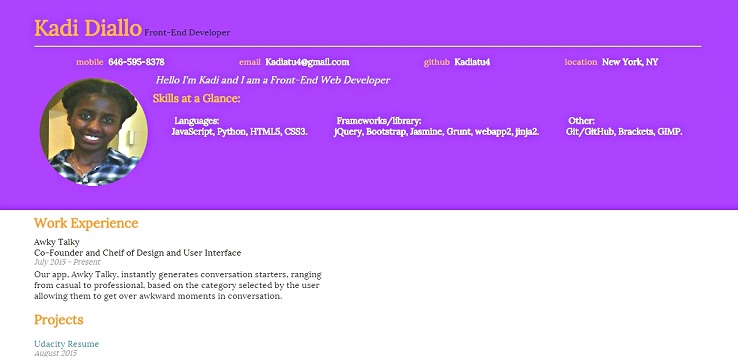 Kadi Diallo Front-End Developer
mobile 646-595-8378 email Kadiatu4@gmail.com github Kadiatu4 location New York, NY
Hello I'm Kadi and I am a Front-End Web Developer
Skills at a Glance:
Languages: Frameworks/library: Other:
JavaScript, Python, HTML5, CSS3. jQuery, Bootstrap, Jasmine, Grunt, webapp2, jinja2. Git/GitHub, Brackets, GIMP.
Work Experience
Awky Talky
Co-Founder and Cheif of Design and User Interface
July 2015 - Present
Our app, Awky Talky, instantly generates conversation starters, ranging
from casual to professional, based on the category selected by the user
allowing them to get over awkward moments in conversation.
Projects
Udacity Resume
August 2015